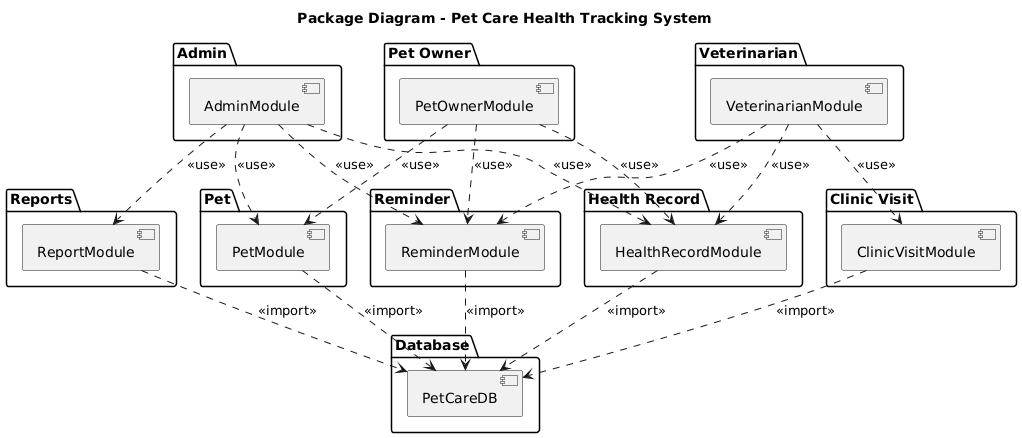 Package Diagram - Pet Care Health Tracking System
Admin
Pet Owner
Veterinarian
AdminModule
PetOwnerModule
VeterinarianModule
«use»
«use»
«use»
«use»
«use»
«use»
«use»
«use»
«use»
«use»
Reports
Pet
Reminder
Health Record
Clinic Visit
ReportModule
PetModule
ReminderModule
HealthRecordModule
ClinicVisitModule
«import»
«import»
«import»
«import»
«import»
Database
PetCareDB